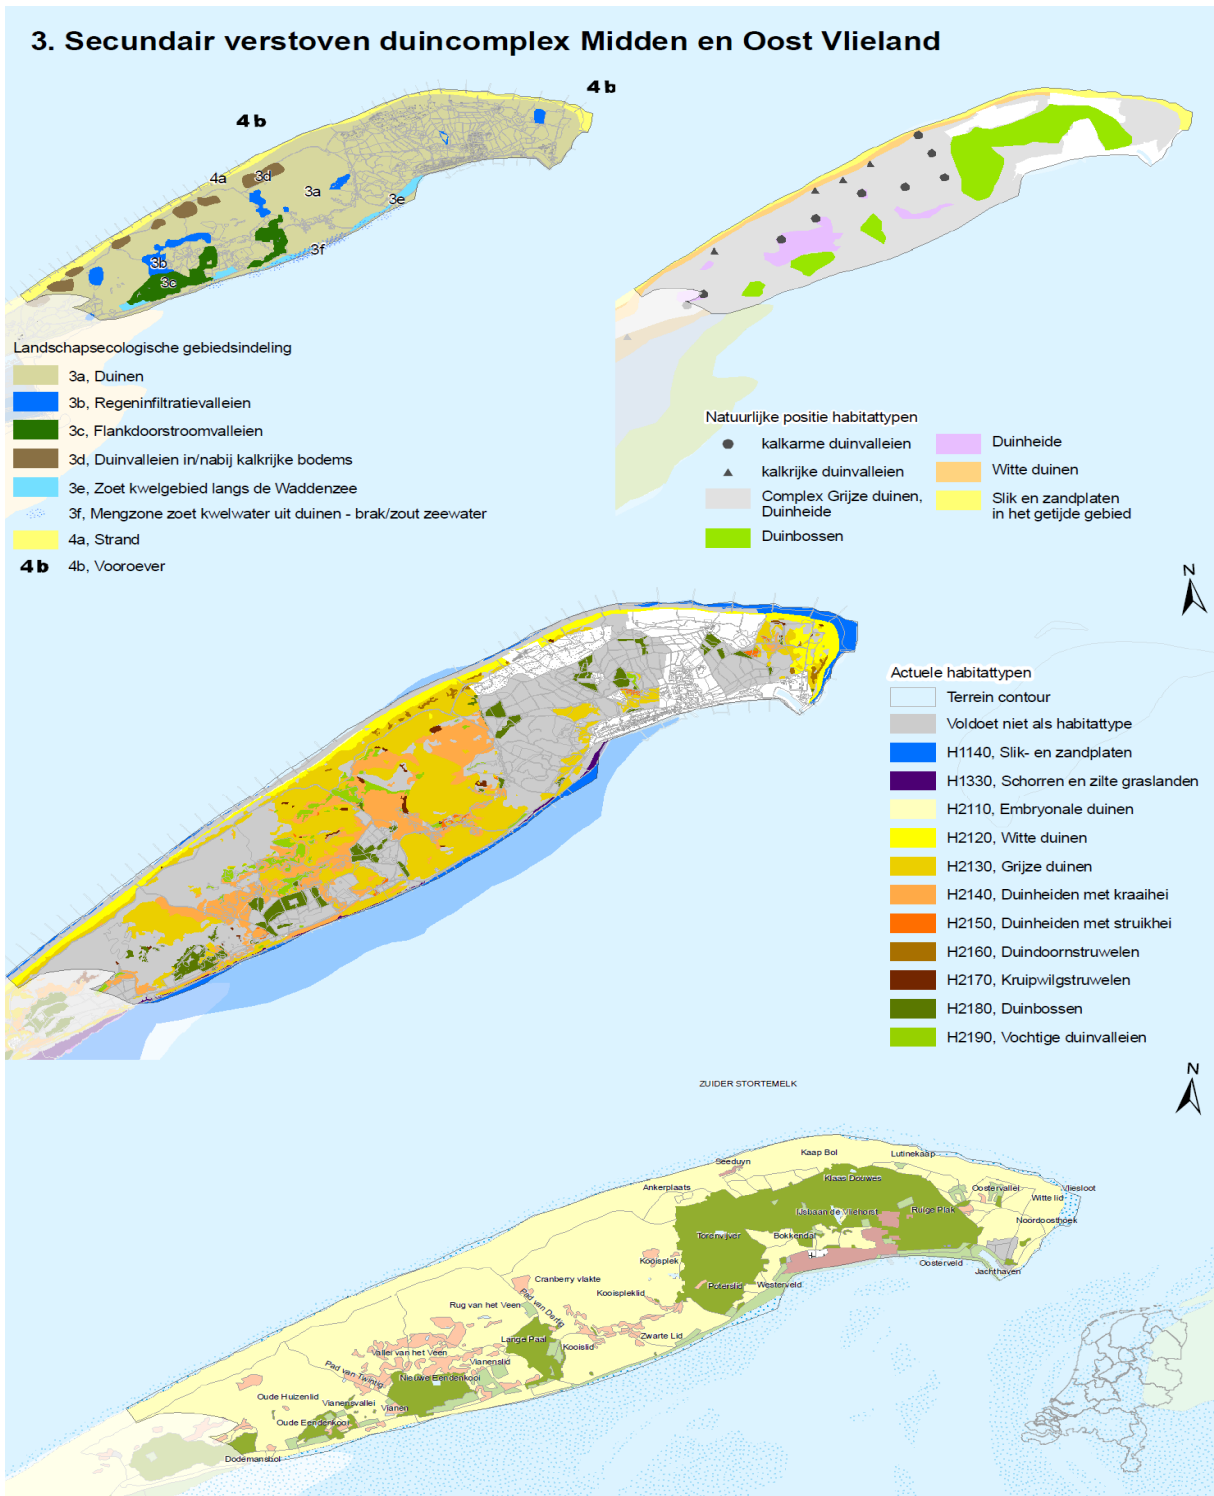 3. Secundair verstoven duincomplex Midden en Oost Vlieland
4b
4b
4a
3d
3a
3e
3f
3b
3c
Landschapsecologische gebiedsindeling
3a, Duinen
3b, Regeninfiltratievalleien
3c, Flankdoorstroomvalleien
3d, Duinvalleien in/nabij kalkrijke bodems
3e, Zoet kwelgebied langs de Waddenzee
3f, Mengzone zoet kwelwater uit duinen - brak/zout zeewater
4a, Strand
4b 4b, Vooroever
Natuurlijke positie habitattypen
kalkarme duinvalleien
kalkrijke duinvalleien
Complex Grijze duinen,
Duinheide
Duinbossen
Duinheide
Witte duinen
Slik en zandplaten
in het getijde gebied
N
Actuele habitattypen
Terrein contour
Voldoet niet als habitattype
H1140, Slik- en zandplaten
H1330, Schorren en zilte graslanden
H2110, Embryonale duinen
H2120, Witte duinen
H2130, Grijze duinen
H2140, Duinheiden met kraaihei
H2150, Duinheiden met struikhei
H2160, Duindoornstruwelen
H2170, Kruipwilgstruwelen
H2180, Duinbossen
H2190, Vochtige duinvalleien
N
ZUIDER STORTEMELK
Kaap Bol
Lutinekaap
Seeduyn
Klaas Douwes
Ankerplaats
Oostervallei
Vliesloot
Witte lid
IJsbaan de Vliehorst
Ruige Plak
Noordoosthoek
Torenvijver
Bokkendal
Kooisplek
Oosterveld
Jachthaven
Cranberry vlakte
Poterslid
Westerveld
Kooispleklid
Rug van het Veen
Pad van Dertig
Lange Paal
Zwarte Lid
Kooislid
Vallei van het Veen
Vianenslid
Pad van Twintig
Nieuwe Eendenkooi
Oude Huizenlid
Vianensvallei
Vianen
Oude Eendenkooi
Dodemansbol